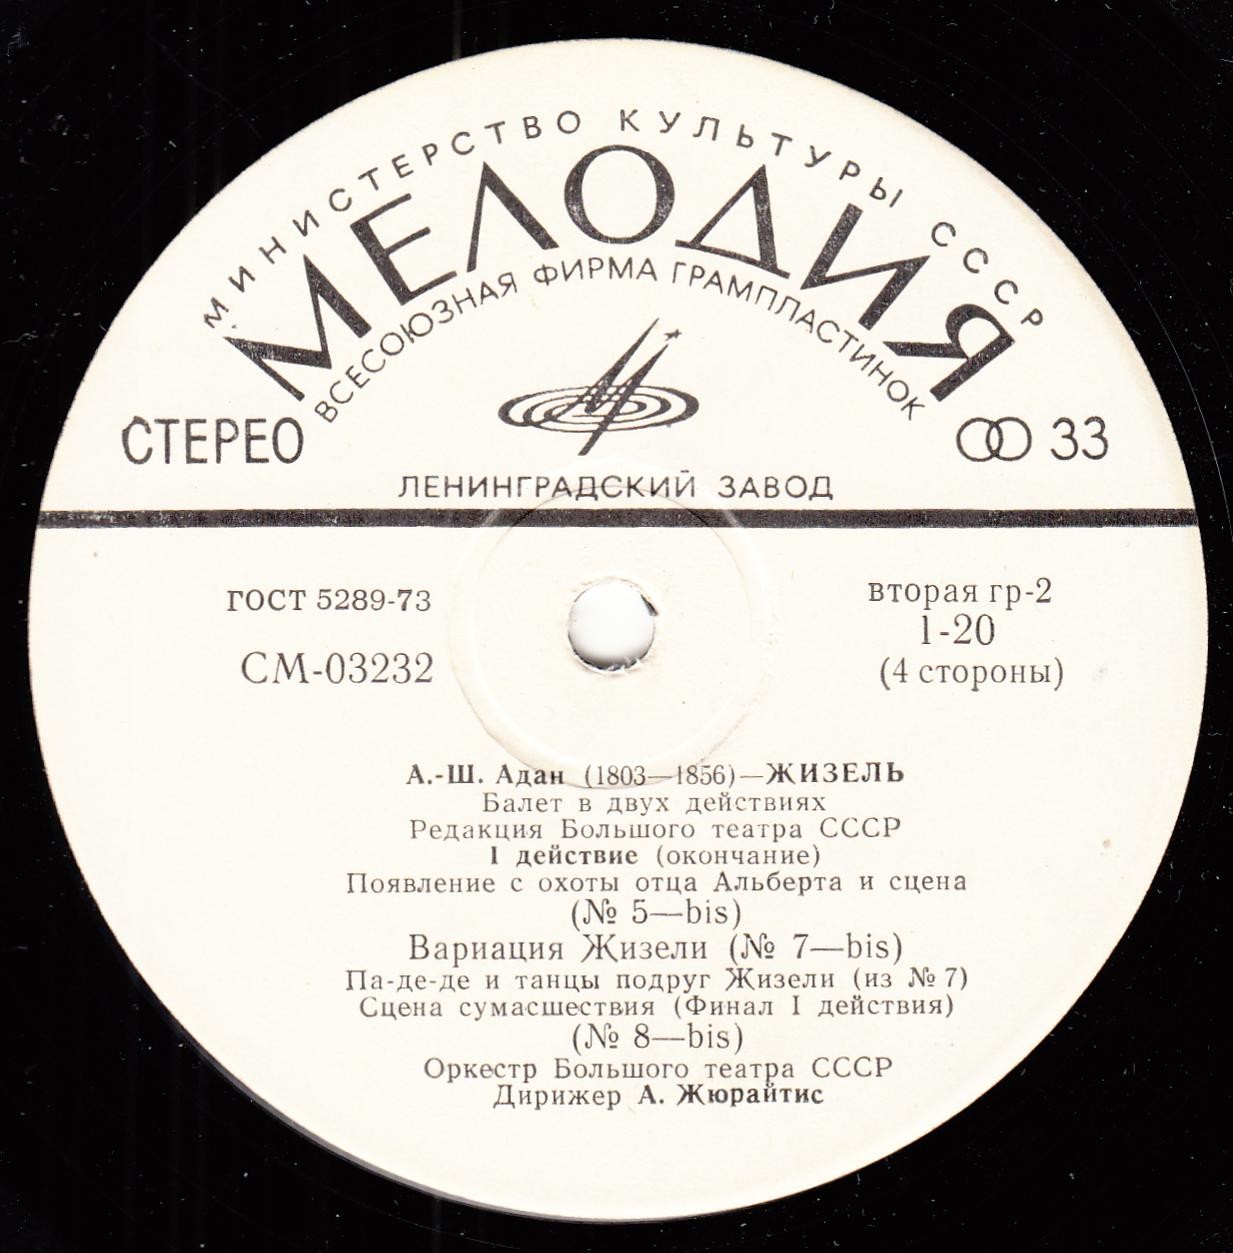 МИНИСТЕРСТВО КУЛЬТУРЫ СССР
МЕЛОДИЯ
ВСЕСОЮЗНАЯ ФИРМА ГРАМПЛАСТИНОК
СТЕРЕО
33
ЛЕНИНГРАДСКИЙ ЗАВОД
ГОСТ 5289-73
СМ-03232
вторая гр-2
1-20
(4 стороны)
А.-Ш. Адан (1803—1856)—ЖИЗЕЛЬ
Балет в двух действиях
Редакция Большого театра СССР
I действие (окончание)
Появление с охоты отца Альберта и сцена
(№ 5—bis)
Вариация Жизели (№ 7—bis)
Па-де-де и танцы подруг Жизели (из № 7)
Сцена сумасшествия (Финал I действия)
(№ 8—bis)
Оркестр Большого театра СССР
Дирижер А. Жюрайтис